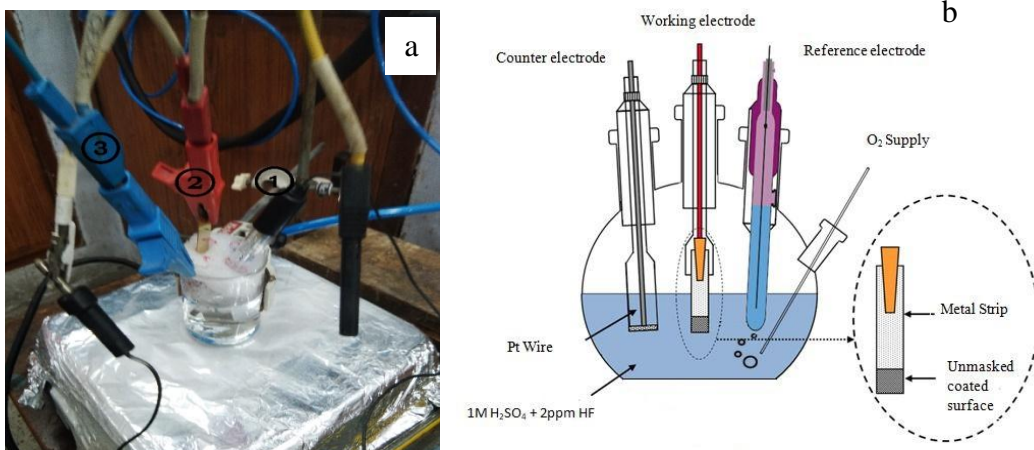 a
3
2
1
b
Working electrode
Counter electrode
Reference electrode
O₂ Supply
Pt Wire
Metal Strip
Unmasked
coated
surface
1M H₂SO₄ + 2ppm HF